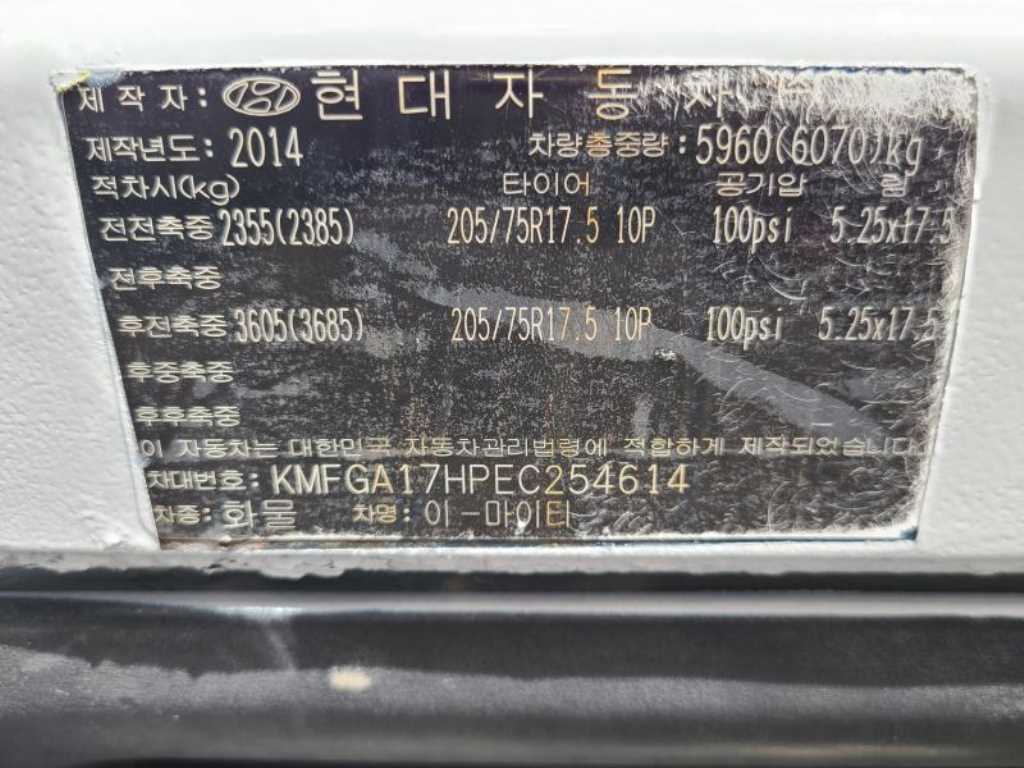 제작자: 현대자동차
제작년도: 2014 차량총중량: 5960(6070)kg
적차시(kg) 타이어 공기압 림
전전축중 2355(2385) 205/75R17.5 10P 100psi 5.25x17.5
전후축중
후전축중 3605(3685) 205/75R17.5 10P 100psi 5.25x17.5
후중축중
후후축중
이 자동차는 대한민국 자동차관리법령에 적합하게 제작되었습니다
차대번호: KMFGA17HPEC254614
차종: 화물 차명: 이-마이티